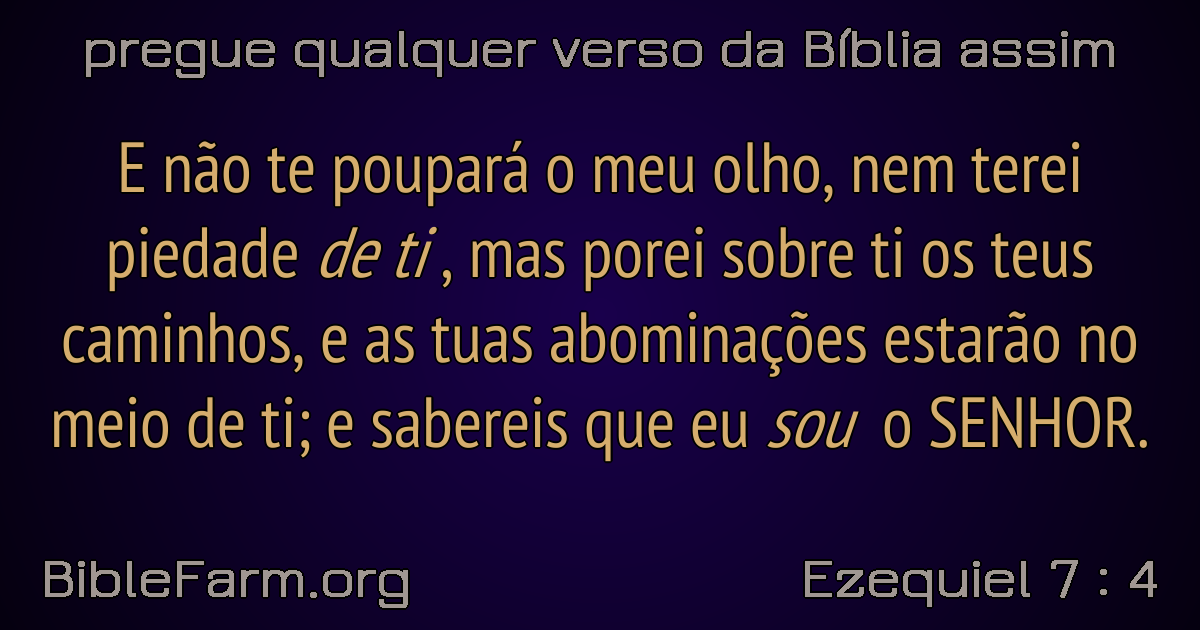 pregue qualquer verso da Bíblia assim
E não te poupará o meu olho, nem terei
piedade de ti , mas porei sobre ti os teus
caminhos, e as tuas abominações estarão no
meio de ti; e sabereis que eu sou o SENHOR.
BibleFarm.org
Ezequiel 7 : 4